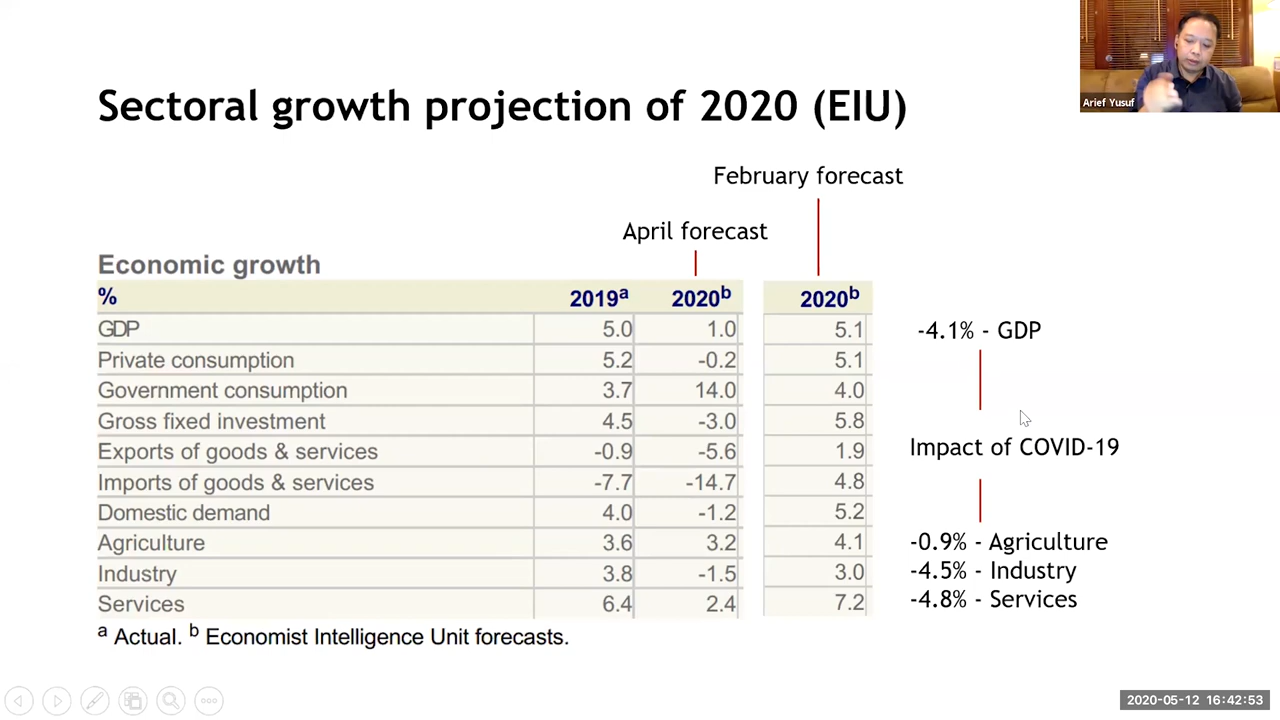 Arief Yusuf
Sectoral growth projection of 2020 (EIU)
February forecast
April forecast
Economic growth
% 2019a 2020b 2020b
GDP 5.0 1.0 5.1
Private consumption 5.2 -0.2 5.1
Government consumption 3.7 14.0 4.0
Gross fixed investment 4.5 -3.0 5.8
Exports of goods & services -0.9 -5.6 1.9
Imports of goods & services -7.7 -14.7 4.8
Domestic demand 4.0 -1.2 5.2
Agriculture 3.6 3.2 4.1
Industry 3.8 -1.5 3.0
Services 6.4 2.4 7.2
a Actual. b Economist Intelligence Unit forecasts.
-4.1% - GDP
Impact of COVID-19
-0.9% - Agriculture
-4.5% - Industry
-4.8% - Services
2020-05-12 16:42:53